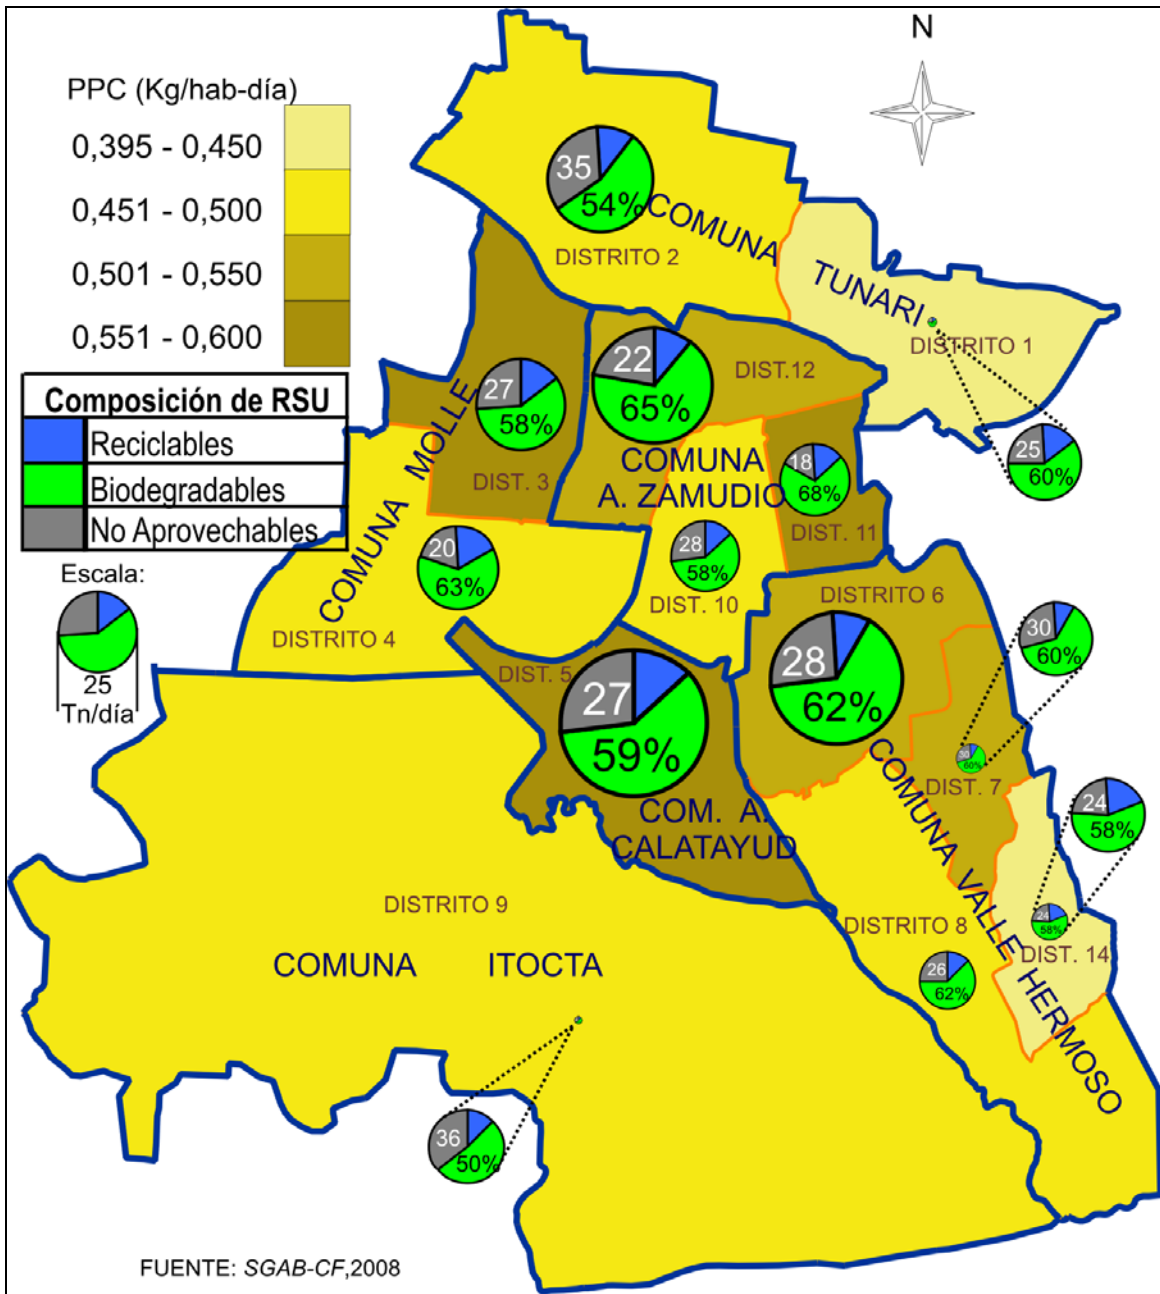 N
PPC (Kg/hab-día)
0,395 - 0,450
0,451 - 0,500
0,501 - 0,550
0,551 - 0,600
Composición de RSU
Reciclables
Biodegradables
No Aprovechables
Escala:
25
Tn/día
35
54%
DISTRITO 2
COMUNA TUNARI
DISTRITO 1
25
60%
27
58%
DIST. 3
COMUNA MOLLE
20
63%
DISTRITO 4
22
65%
DIST.12
COMUNA
A. ZAMUDIO
18
68%
DIST. 11
28
58%
DIST. 10
DISTRITO 6
28
62%
30
60%
30
60%
DIST. 7
DIST. 5
27
59%
COM. A.
CALATAYUD
COMUNA VALLE HERMOSO
24
58%
24
58%
DIST. 14
DISTRITO 8
26
62%
DISTRITO 9
COMUNA ITOCTA
36
50%
FUENTE: SGAB-CF,2008